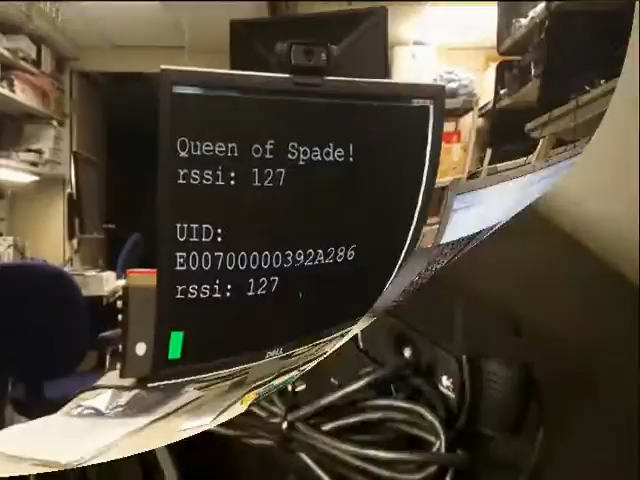 Queen of Spade!
rssi: 127
UID:
E00700000392A286
rssi: 127
DELL